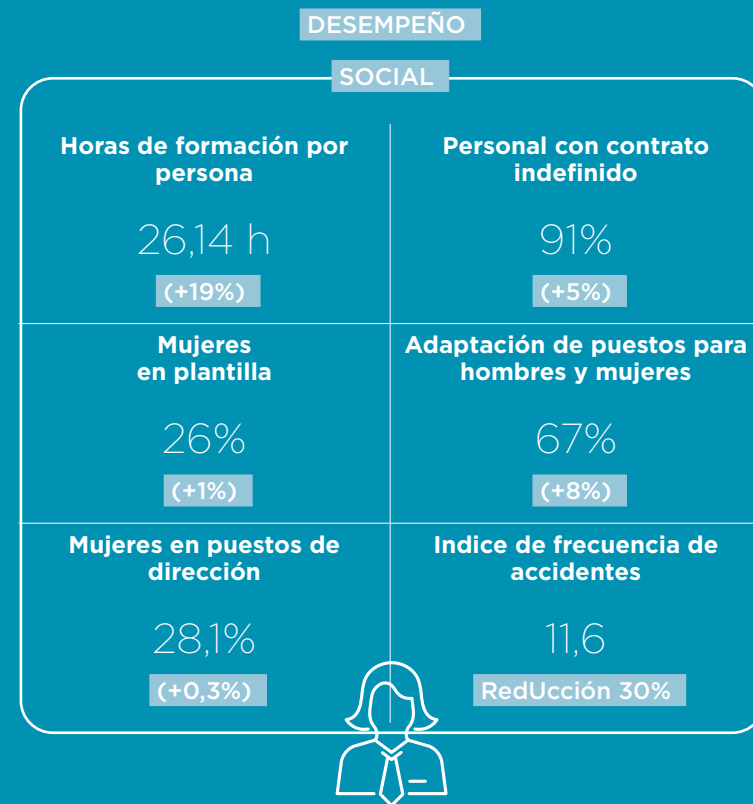 DESEMPEÑO
SOCIAL
Horas de formación por
persona
26,14 h
(+19%)
Personal con contrato
indefinido
91%
(+5%)
Mujeres
en plantilla
26%
(+1%)
Adaptación de puestos para
hombres y mujeres
67%
(+8%)
Mujeres en puestos de
dirección
28,1%
(+0,3%)
Indice de frecuencia de
accidentes
11,6
RedUcción 30%